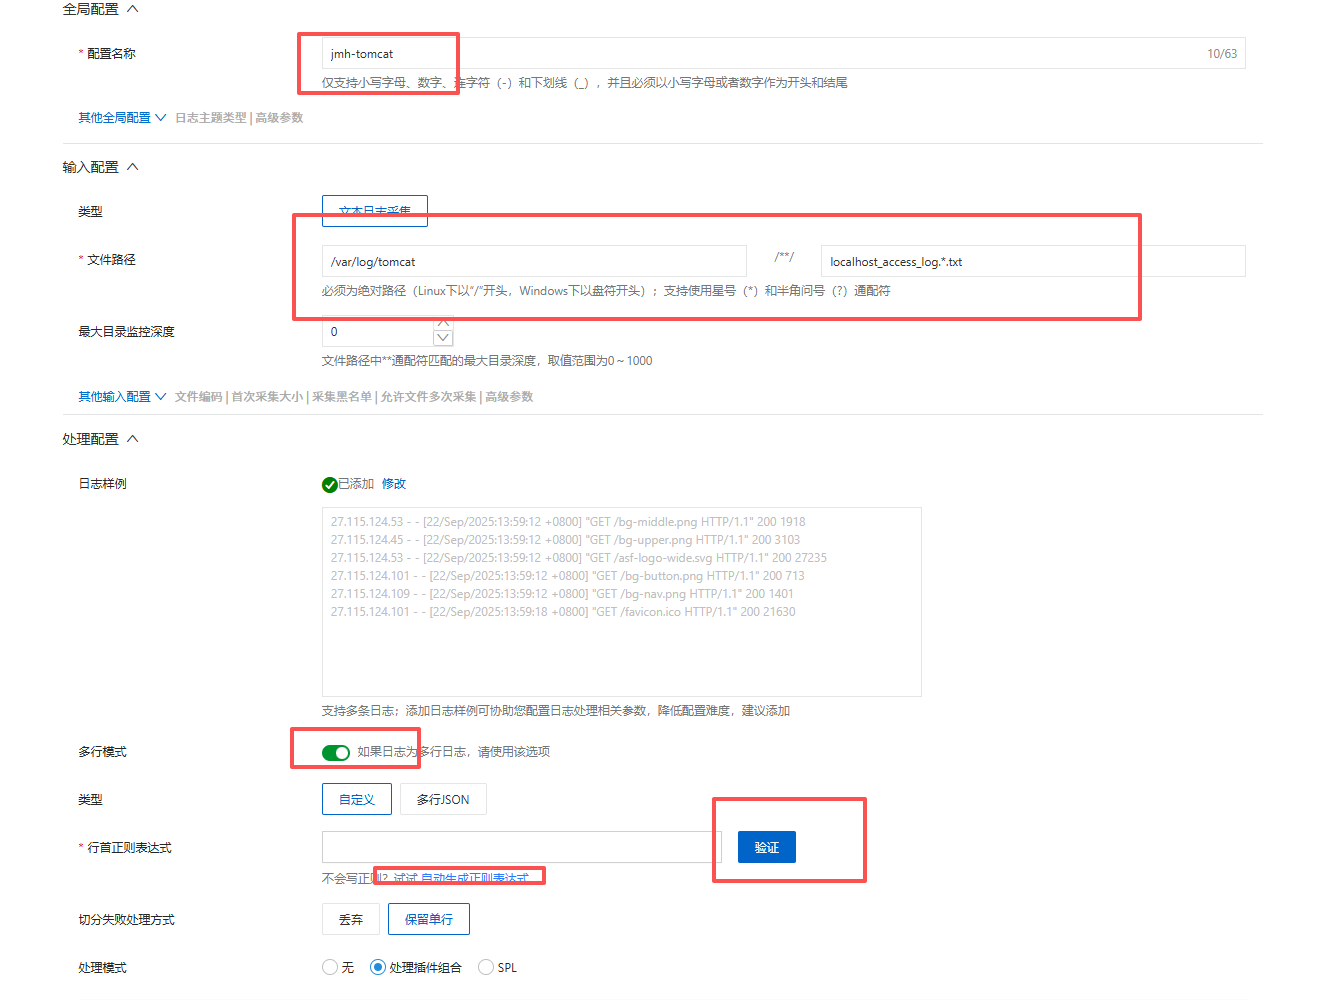 全局配置
* 配置名称
jmh-tomcat
10/63
仅支持小写字母、数字、连字符（-）和下划线（_），并且必须以小写字母或者数字作为开头和结尾
其他全局配置 日志主题类型 | 高级参数
输入配置
类型
文本日志采集
* 文件路径
/var/log/tomcat
/**/
localhost_access_log.*.txt
必须为绝对路径（Linux下以“/”开头，Windows下以盘符开头）；支持使用星号（*）和半角问号（?）通配符
最大目录监控深度
0
文件路径中**通配符匹配的最大目录深度，取值范围为0～1000
其他输入配置 文件编码 | 首次采集大小 | 采集黑名单 | 允许文件多次采集 | 高级参数
处理配置
日志样例
已添加 修改
27.115.124.53 - - [22/Sep/2025:13:59:12 +0800] "GET /bg-middle.png HTTP/1.1" 200 1918
27.115.124.45 - - [22/Sep/2025:13:59:12 +0800] "GET /bg-upper.png HTTP/1.1" 200 3103
27.115.124.53 - - [22/Sep/2025:13:59:12 +0800] "GET /asf-logo-wide.svg HTTP/1.1" 200 27235
27.115.124.101 - - [22/Sep/2025:13:59:12 +0800] "GET /bg-button.png HTTP/1.1" 200 713
27.115.124.109 - - [22/Sep/2025:13:59:12 +0800] "GET /bg-nav.png HTTP/1.1" 200 1401
27.115.124.101 - - [22/Sep/2025:13:59:18 +0800] "GET /favicon.ico HTTP/1.1" 200 21630
支持多条日志；添加日志样例可协助您配置日志处理相关参数，降低配置难度，建议添加
多行模式
如果日志为多行日志，请使用该选项
类型
自定义 多行JSON
* 行首正则表达式
验证
不会写正则？试试 自动生成正则表达式
切分失败处理方式
丢弃 保留单行
处理模式
无 处理插件组合 SPL